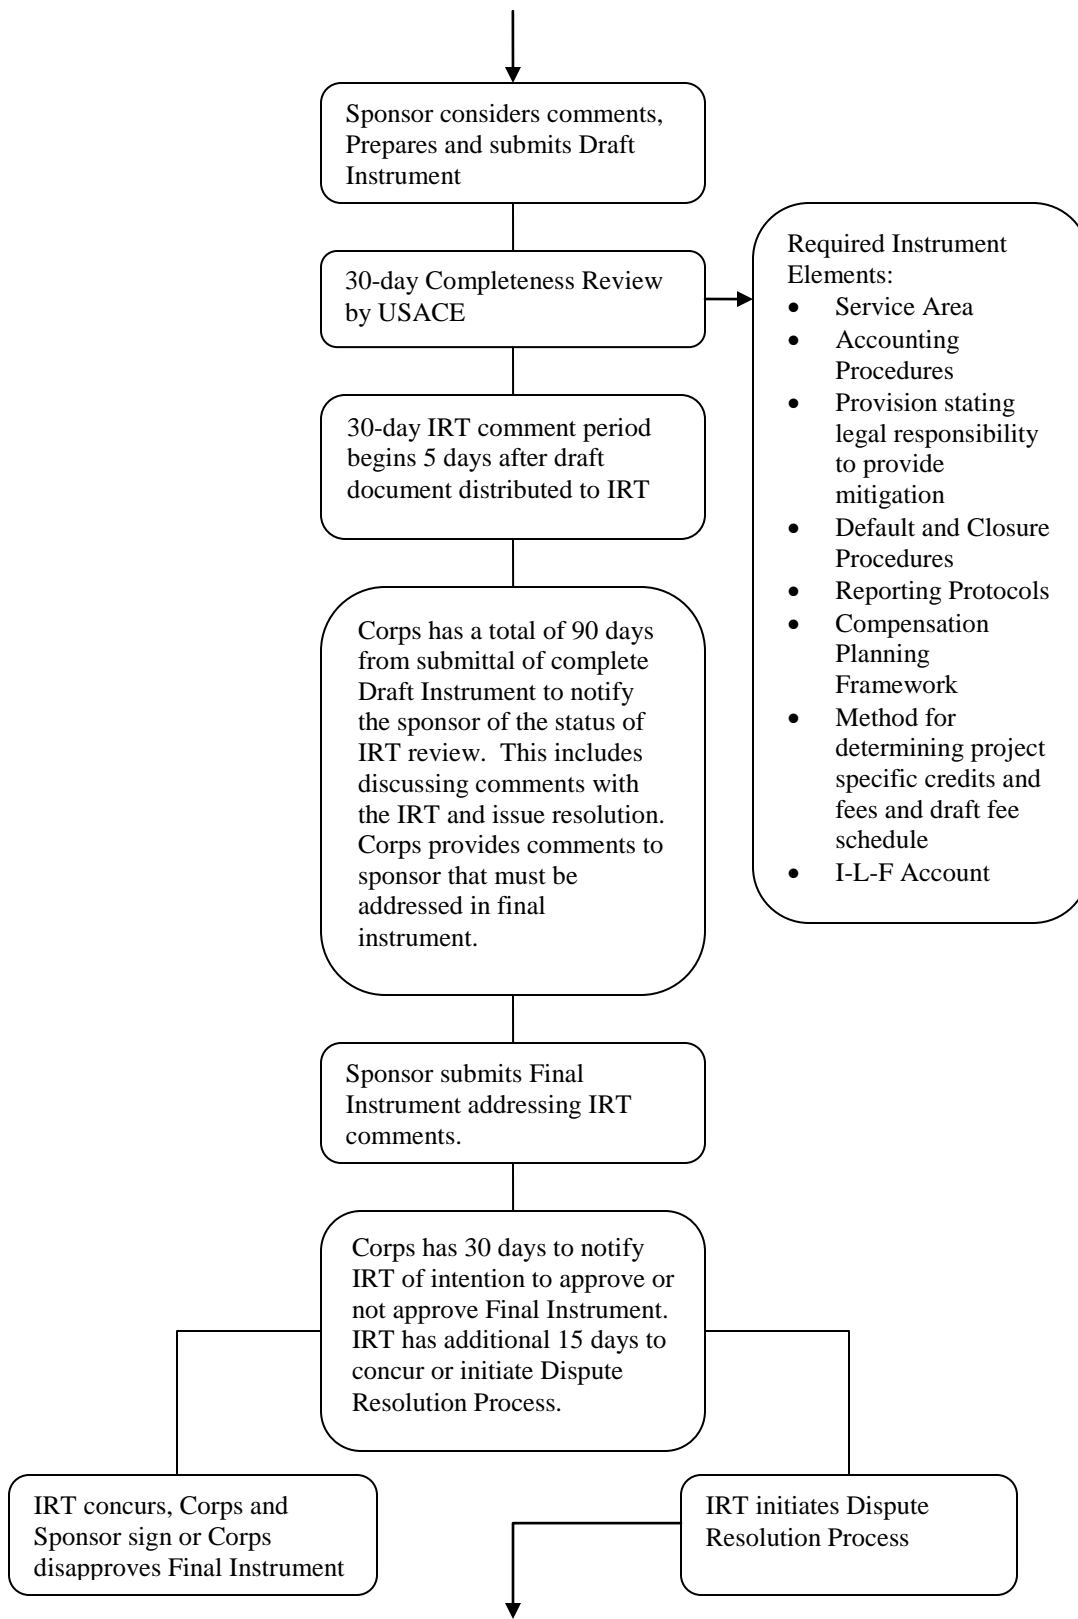 Sponsor considers comments,
Prepares and submits Draft
Instrument
30-day Completeness Review
by USACE
Required Instrument
Elements:
• Service Area
• Accounting
Procedures
• Provision stating
legal responsibility
to provide
mitigation
• Default and Closure
Procedures
• Reporting Protocols
• Compensation
Planning
Framework
• Method for
determining project
specific credits and
fees and draft fee
schedule
• I-L-F Account
30-day IRT comment period
begins 5 days after draft
document distributed to IRT
Corps has a total of 90 days
from submittal of complete
Draft Instrument to notify
the sponsor of the status of
IRT review.  This includes
discussing comments with
the IRT and issue resolution.
Corps provides comments to
sponsor that must be
addressed in final
instrument.
Sponsor submits Final
Instrument addressing IRT
comments.
Corps has 30 days to notify
IRT of intention to approve or
not approve Final Instrument.
IRT has additional 15 days to
concur or initiate Dispute
Resolution Process.
IRT concurs, Corps and
Sponsor sign or Corps
disapproves Final Instrument
IRT initiates Dispute
Resolution Process